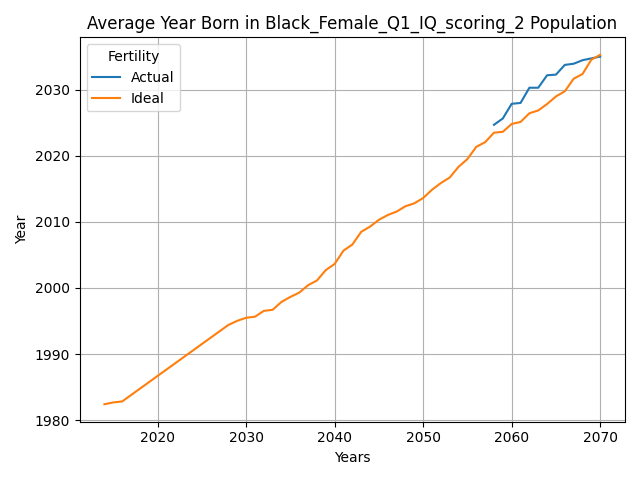 Average Year Born in Black_Female_Q1_IQ_scoring_2 Population
Fertility
Actual
Ideal
Year
2030
2020
2010
2000
1990
1980
2020
2030
2040
2050
2060
2070
Years